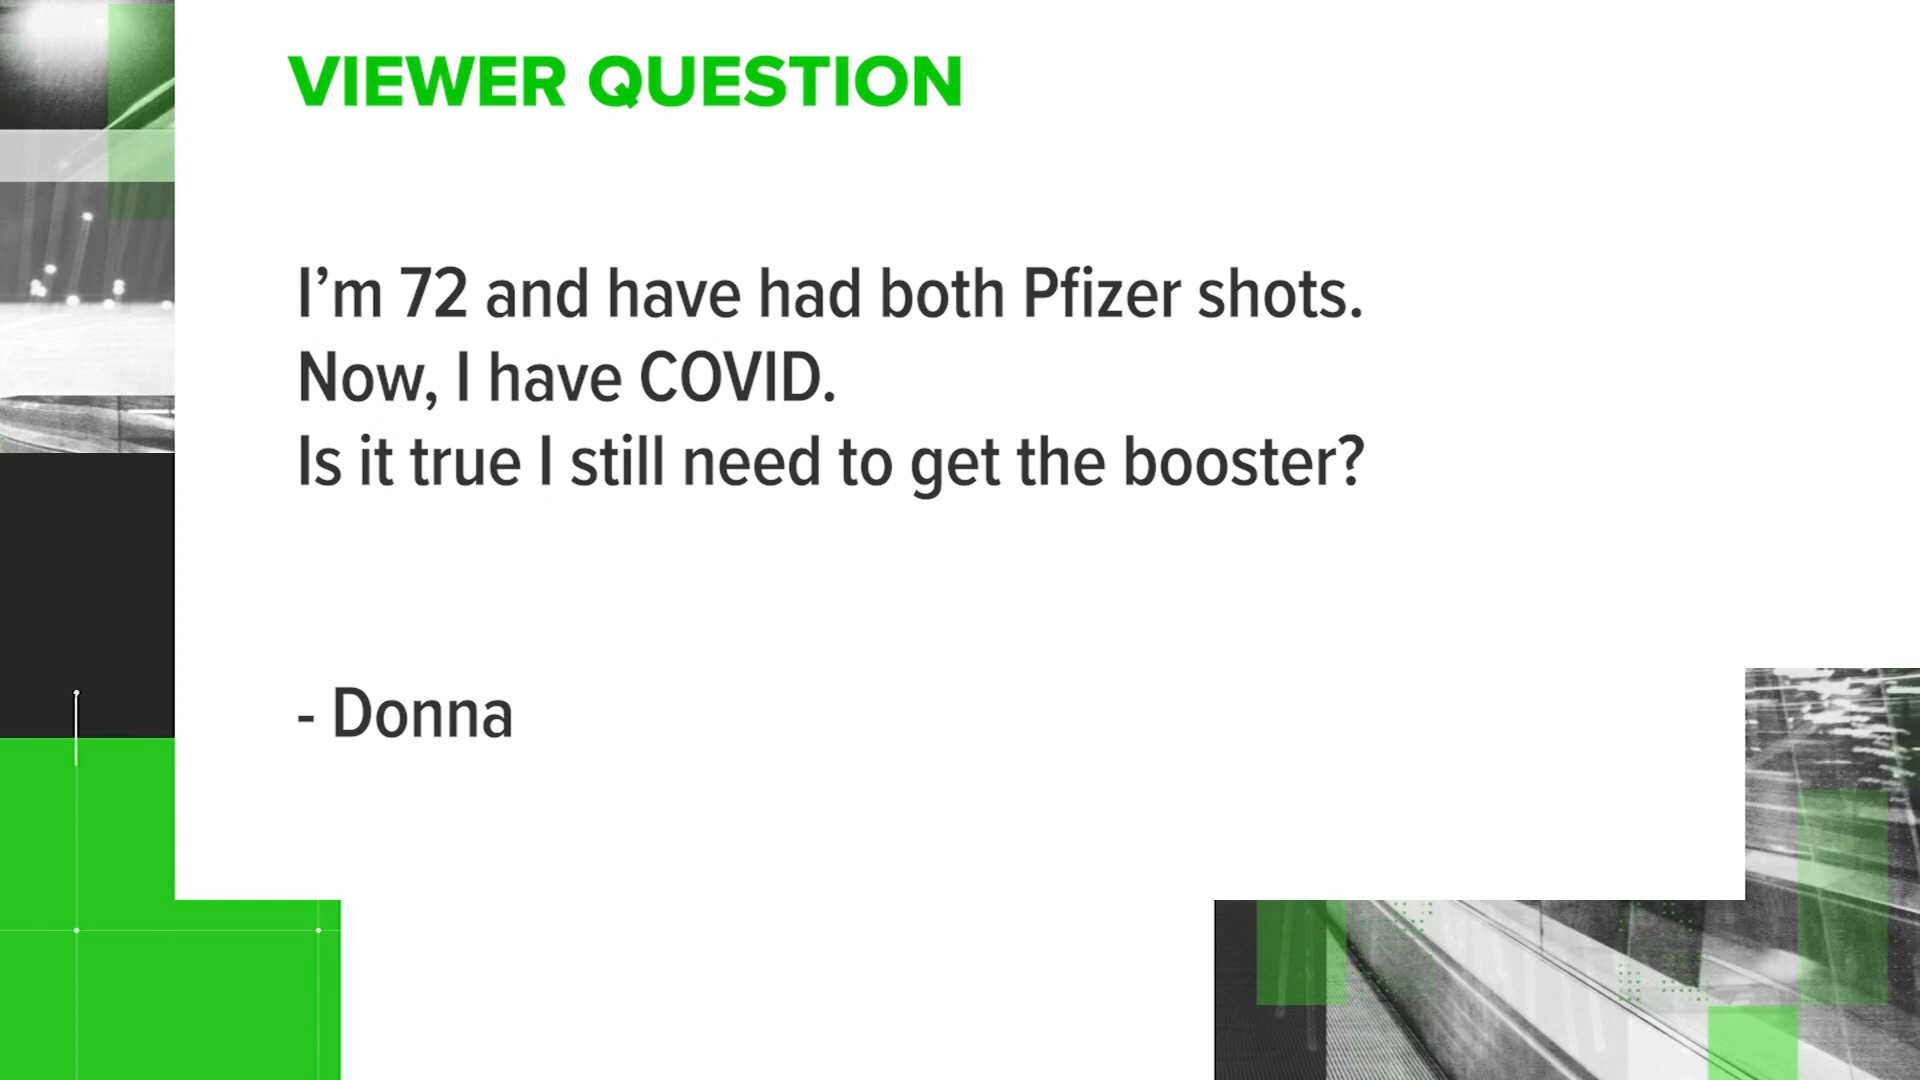 VIEWER QUESTION
I’m 72 and have had both Pfizer shots.
Now, I have COVID.
Is it true I still need to get the booster?
- Donna